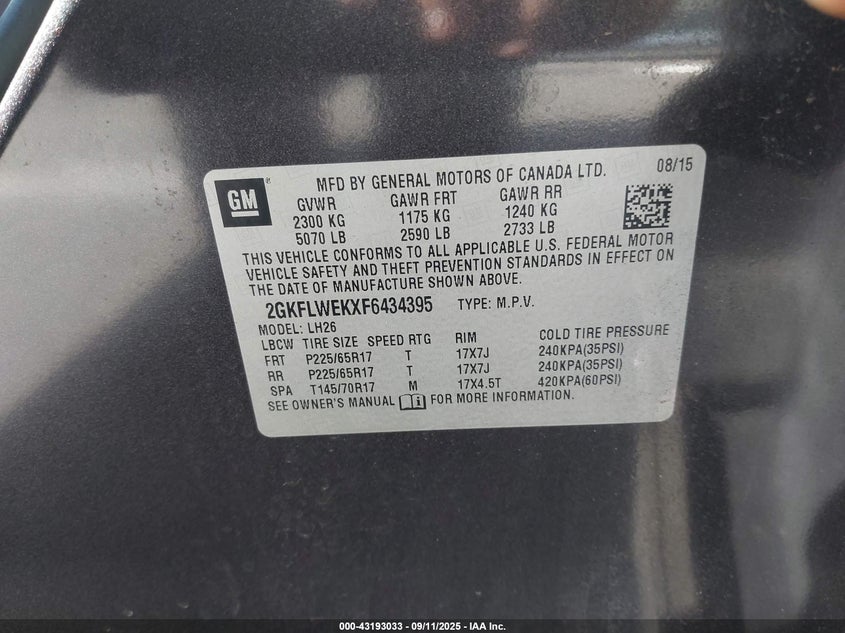 GM
MFD BY GENERAL MOTORS OF CANADA LTD. 08/15
GVWR GAWR FRT GAWR RR
2300 KG 1175 KG 1240 KG
5070 LB 2590 LB 2733 LB
THIS VEHICLE CONFORMS TO ALL APPLICABLE U.S. FEDERAL MOTOR
VEHICLE SAFETY AND THEFT PREVENTION STANDARDS IN EFFECT ON
THE DATE OF MANUFACTURE SHOWN ABOVE.
2GKFLWEKXF6434395 TYPE: M.P.V.
MODEL: LH26
LBCW TIRE SIZE SPEED RTG RIM COLD TIRE PRESSURE
FRT P225/65R17 T 17X7J 240KPA(35PSI)
RR P225/65R17 T 17X7J 240KPA(35PSI)
SPA T145/70R17 M 17X4.5T 420KPA(60PSI)
SEE OWNER'S MANUAL FOR MORE INFORMATION.
000-43193033 - 09/11/2025 - IAA Inc.